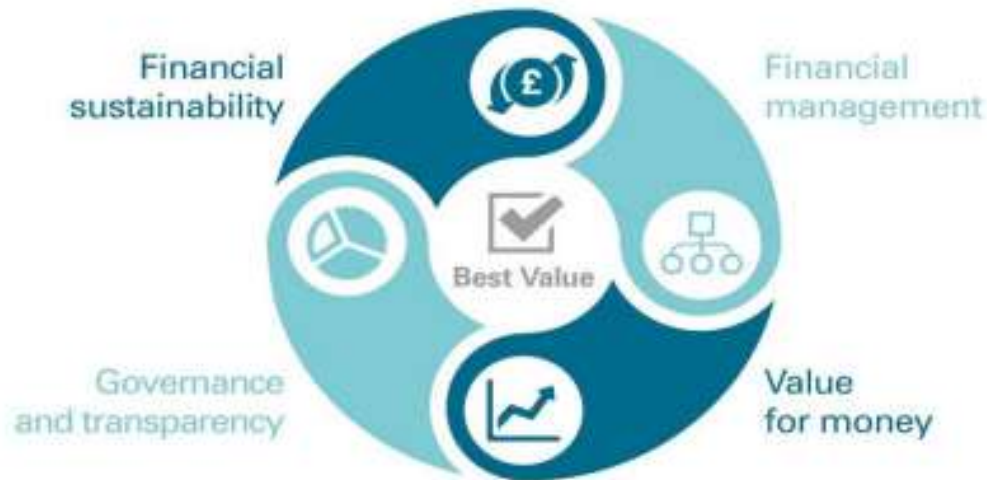 Financial
sustainability
Financial
management
£
Best Value
Governance
and transparency
Value
for money